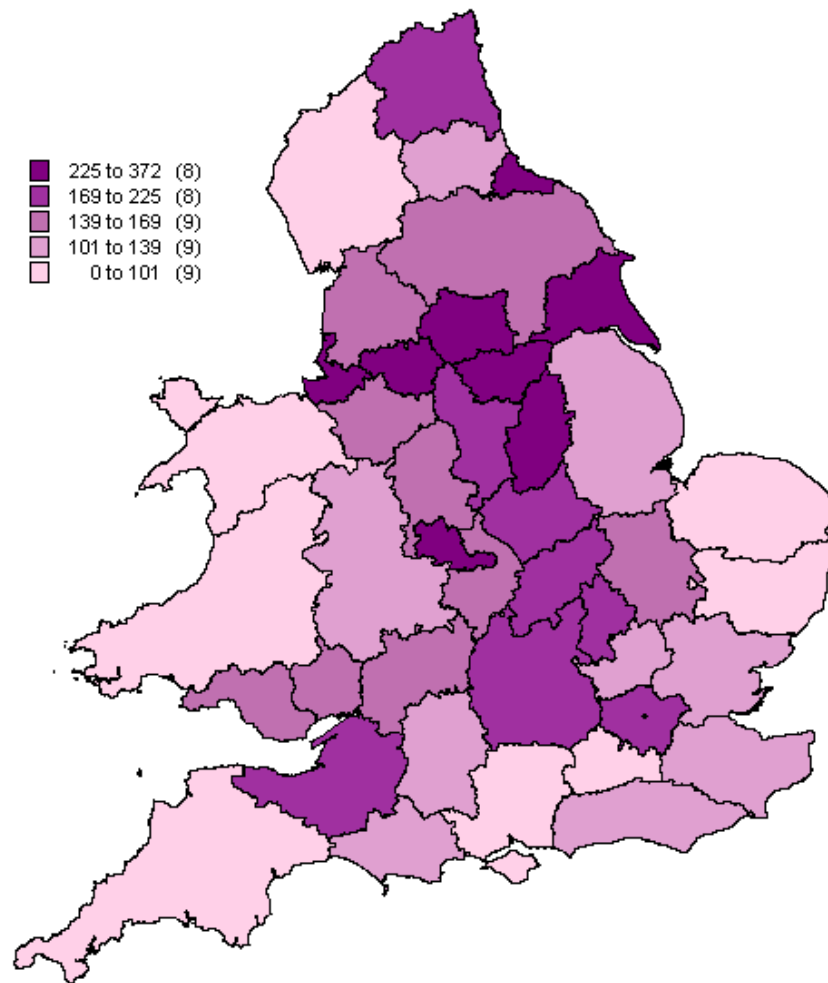 225 to 372 (8)
169 to 225 (8)
139 to 169 (9)
101 to 139 (9)
0 to 101 (9)